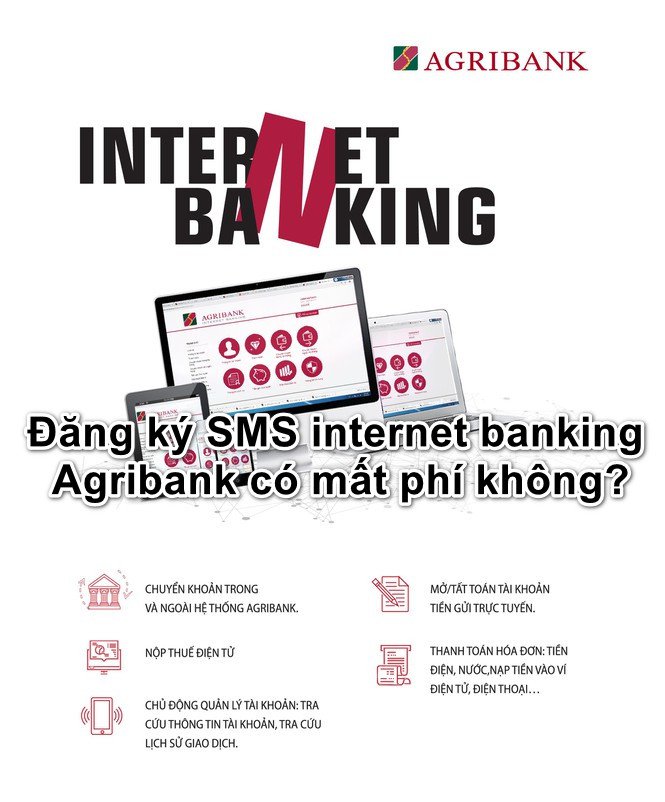 AGRIBANK
INTERNET
BANKING
AGRIBANK
INTERNET BANKING
Đăng ký SMS internet banking
Agribank có mất phí không?
CHUYỂN KHOẢN TRONG
VÀ NGOÀI HỆ THỐNG AGRIBANK.
NỘP THUẾ ĐIỆN TỬ
CHỦ ĐỘNG QUẢN LÝ TÀI KHOẢN: TRA
CỨU THÔNG TIN TÀI KHOẢN, TRA CỨU
LỊCH SỬ GIAO DỊCH.
MỞ/TẤT TOÁN TÀI KHOẢN
TIỀN GỬI TRỰC TUYẾN.
THANH TOÁN HÓA ĐƠN: TIỀN
ĐIỆN, NƯỚC,NẠP TIỀN VÀO VÍ
ĐIỆN TỬ, ĐIỆN THOẠI...